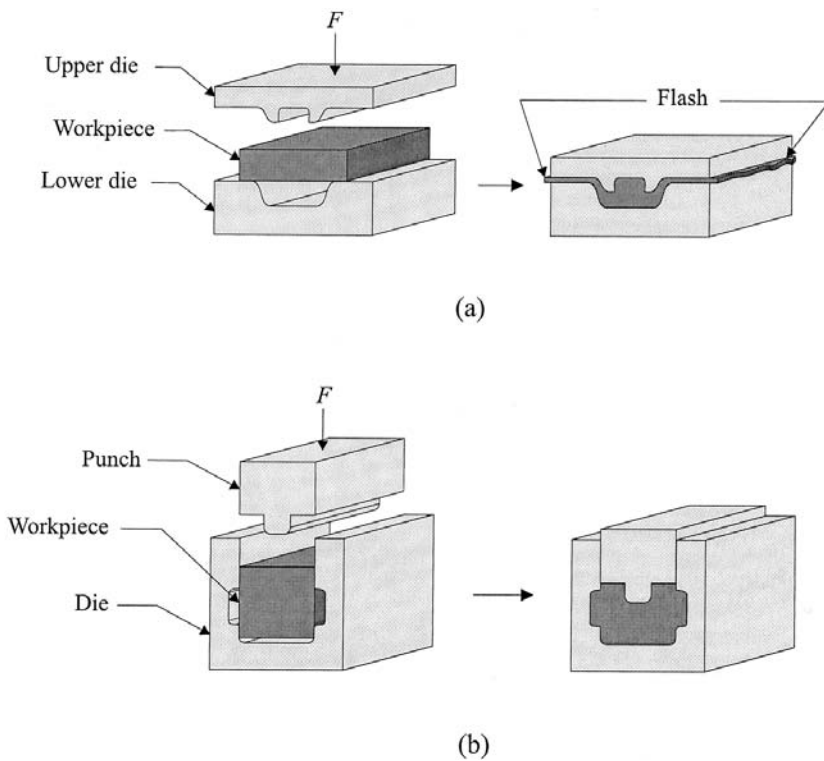 F
Upper die
Workpiece
Lower die
Flash
(a)
F
Punch
Workpiece
Die
(b)